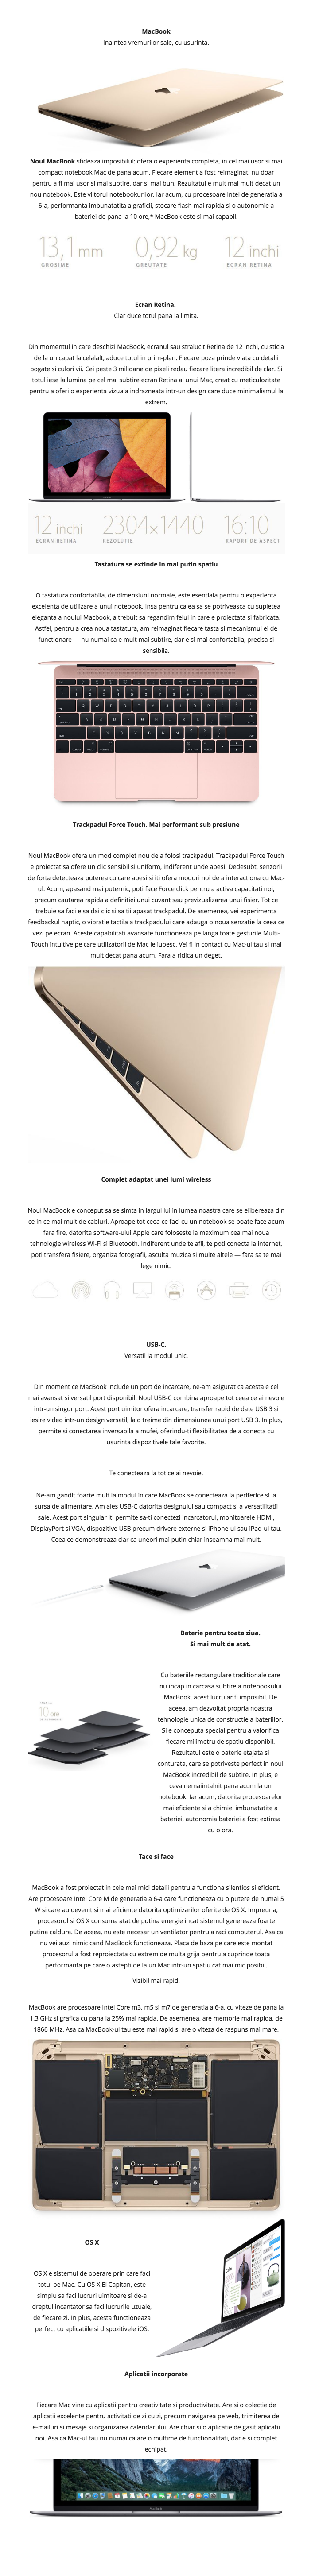 MacBook
Inaintea vremurilor sale, cu usurinta.
Noul MacBook sfideaza imposibilul: ofera o experienta completa, in cel mai usor si mai
compact notebook Mac de pana acum. Fiecare element a fost reimaginat, nu doar
pentru a fi mai usor si mai subtire, dar si mai bun. Rezultatul e mult mai mult decat un
nou notebook. Este viitorul notebookurilor. Iar acum, cu procesoare Intel de generatia a
6-a, performanta imbunatatita a graficii, stocare flash mai rapida si o autonomie a
bateriei de pana la 10 ore,* MacBook este si mai capabil.
13,1 mm 0,92 kg 12 inchi
GROSIME GREUTATE ECRAN RETINA
Ecran Retina.
Clar duce totul pana la limita.
Din momentul in care deschizi MacBook, ecranul sau stralucit Retina de 12 inchi, cu sticla
de la un capat la celalalt, aduce totul in prim-plan. Fiecare poza prinde viata cu detalii
bogate si culori vii. Cei peste 3 milioane de pixeli redau fiecare litera incredibil de clar. Si
totul iese la lumina pe cel mai subtire ecran Retina al unui Mac, creat cu meticulozitate
pentru a oferi o experienta vizuala indrazneata intr-un design care duce minimalismul la
extrem.
12 inchi 2304x1440 16:10
ECRAN RETINA REZOLUȚIE RAPORT DE ASPECT
Tastatura se extinde in mai putin spatiu
O tastatura confortabila, de dimensiuni normale, este esentiala pentru o experienta
excelenta de utilizare a unui notebook. Insa pentru ca ea sa se potriveasca cu supletea
eleganta a noului Macbook, a trebuit sa regandim felul in care e proiectata si fabricata.
Astfel, pentru a crea noua tastatura, am reimaginat fiecare tasta si mecanismul ei de
functionare — nu numai ca e mult mai subtire, dar e si mai confortabila, precisa si
sensibila.
Trackpadul Force Touch. Mai performant sub presiune
Noul MacBook ofera un mod complet nou de a folosi trackpadul. Trackpadul Force Touch
e proiectat sa ofere un clic sensibil si uniform, indiferent unde apesi. Dedesubt, senzorii
de forta detecteaza puterea cu care apesi si iti ofera moduri noi de a interactiona cu Mac-
ul. Acum, apasand mai puternic, poti face Force click pentru a activa capacitati noi,
precum cautarea rapida a definitiei unui cuvant sau previzualizarea unui fisier. Tot ce
trebuie sa faci e sa dai clic si sa tii apasat trackpadul. De asemenea, vei experimenta
feedbackul haptic, o vibratie tactila a trackpadului care adauga o noua senzatie la ceea ce
vezi pe ecran. Aceste capabilitati avansate functioneaza pe langa toate gesturile Multi-
Touch intuitive pe care utilizatorii de Mac le iubesc. Vei fi in contact cu Mac-ul tau si mai
mult decat pana acum. Fara a ridica un deget.
Complet adaptat unei lumi wireless
Noul MacBook e conceput sa se simta in largul lui in lumea noastra care se elibereaza din
ce in ce mai mult de cabluri. Aproape tot ceea ce faci cu un notebook se poate face acum
fara fire, datorita software-ului Apple care foloseste la maximum cea mai noua
tehnologie wireless Wi-Fi si Bluetooth. Indiferent unde te afli, te poti conecta la internet,
poti transfera fisiere, organiza fotografii, asculta muzica si multe altele — fara sa te mai
lege nimic.
USB-C.
Versatil la modul unic.
Din moment ce MacBook include un port de incarcare, ne-am asigurat ca acesta e cel
mai avansat si versatil port disponibil. Noul USB-C combina aproape tot ceea ce ai nevoie
intr-un singur port. Acest port uimitor ofera incarcare, transfer rapid de date USB 3 si
iesire video intr-un design versatil, la o treime din dimensiunea unui port USB 3. In plus,
permite si conectarea inversabila a mufei, oferindu-ti flexibilitatea de a conecta cu
usurinta dispozitivele tale favorite.
Te conecteaza la tot ce ai nevoie.
Ne-am gandit foarte mult la modul in care MacBook se conecteaza la periferice si la
sursa de alimentare. Am ales USB-C datorita designului sau compact si a versatilitatii
sale. Acest port singular iti permite sa-ti conectezi incarcatorul, monitoarele HDMI,
DisplayPort si VGA, dispozitive USB precum drivere externe si iPhone-ul sau iPad-ul tau.
Ceea ce demonstreaza clar ca uneori mai putin chiar inseamna mai mult.
Baterie pentru toata ziua.
Si mai mult de atat.
10 ore
Cu bateriile rectangulare traditionale care
nu incap in carcasa subtire a notebookului
MacBook, acest lucru ar fi imposibil. De
aceea, am dezvoltat propria noastra
tehnologie unica de constructie a bateriilor.
Si e conceputa special pentru a valorifica
fiecare milimetru de spatiu disponibil.
Rezultatul este o baterie etajata si
conturata, care se potriveste perfect in noul
MacBook incredibil de subtire. In plus, e
ceva nemaiintalnit pana acum la un
notebook. Iar acum, datorita procesoarelor
mai eficiente si a chimiei imbunatatite a
bateriei, autonomia bateriei a fost extinsa
cu o ora.
Tace si face
MacBook a fost proiectat in cele mai mici detalii pentru a functiona silentios si eficient.
Are procesoare Intel Core M de generatia a 6-a care functioneaza cu o putere de numai 5
W si care au devenit si mai eficiente datorita optimizarilor oferite de OS X. Impreuna,
procesorul si OS X consuma atat de putina energie incat sistemul genereaza foarte
putina caldura. De aceea, nu este necesar un ventilator pentru a raci computerul. Asa ca
nu vei auzi nimic cand MacBook functioneaza. Placa de baza pe care este montat
procesorul a fost reproiectata cu extrem de multa grija pentru a cuprinde toata
performanta pe care o astepti de la un Mac intr-un spatiu cat mai mic posibil.
Vizibil mai rapid.
MacBook are procesoare Intel Core m3, m5 si m7 de generatia a 6-a, cu viteze de pana la
1,3 GHz si grafica cu pana la 25% mai rapida. De asemenea, are memorie mai rapida, de
1866 MHz. Asa ca MacBook-ul tau este mai rapid si are o viteza de raspuns mai mare.
OS X
OS X e sistemul de operare prin care faci
totul pe Mac. Cu OS X El Capitan, este
simplu sa faci lucruri uimitoare si de-a
dreptul incantator sa faci lucrurile uzuale,
de fiecare zi. In plus, acesta functioneaza
perfect cu aplicatiile si dispozitivele iOS.
Aplicatii incorporate
Fiecare Mac vine cu aplicatii pentru creativitate si productivitate. Are si o colectie de
aplicatii excelente pentru activitati de zi cu zi, precum navigarea pe web, trimiterea de
e-mailuri si mesaje si organizarea calendarului. Are chiar si o aplicatie de gasit aplicatii
noi. Asa ca Mac-ul tau nu numai ca are o multime de functionalitati, dar e si complet
echipat.